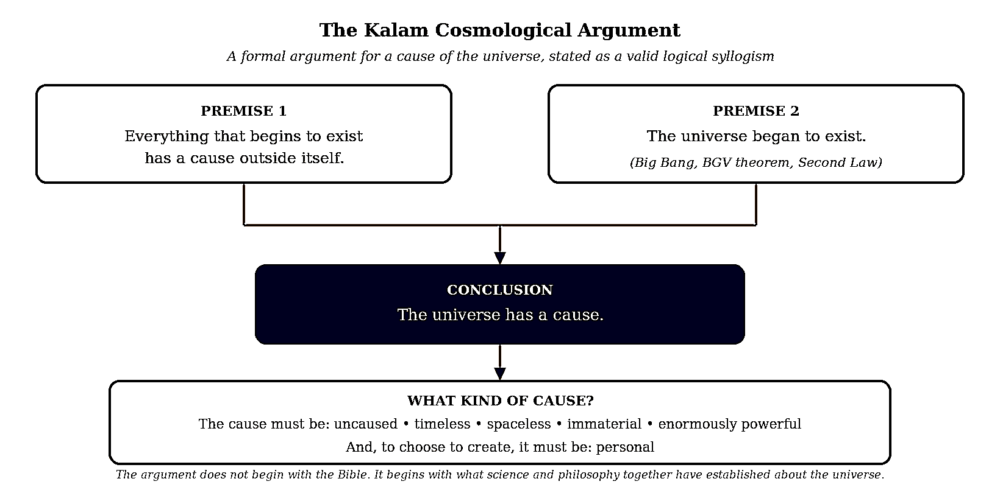 The Kalam Cosmological Argument
A formal argument for a cause of the universe, stated as a valid logical syllogism
PREMISE 1
Everything that begins to exist
has a cause outside itself.
PREMISE 2
The universe began to exist.
(Big Bang, BGV theorem, Second Law)
CONCLUSION
The universe has a cause.
WHAT KIND OF CAUSE?
The cause must be: uncaused • timeless • spaceless • immaterial • enormously powerful
And, to choose to create, it must be: personal
The argument does not begin with the Bible. It begins with what science and philosophy together have established about the universe.